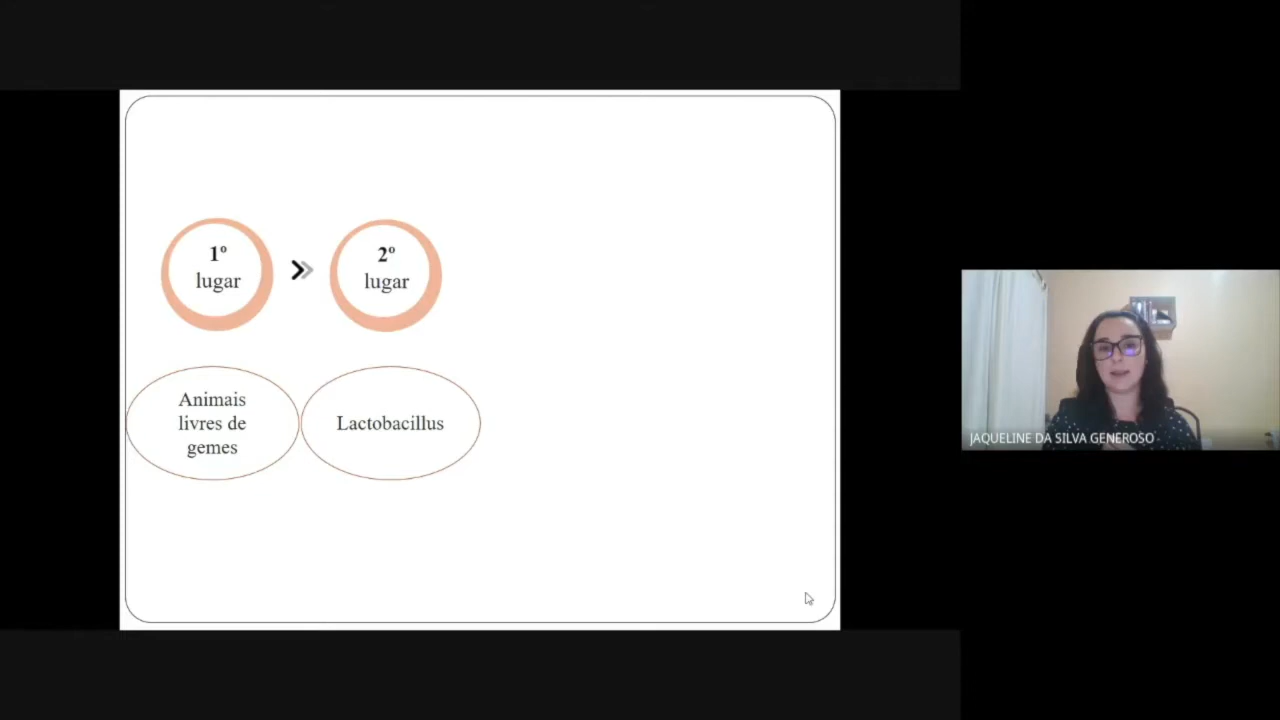 1º
lugar
2º
lugar
Animais
livres de
gemes
Lactobacillus
JAQUELINE DA SILVA GENEROSO